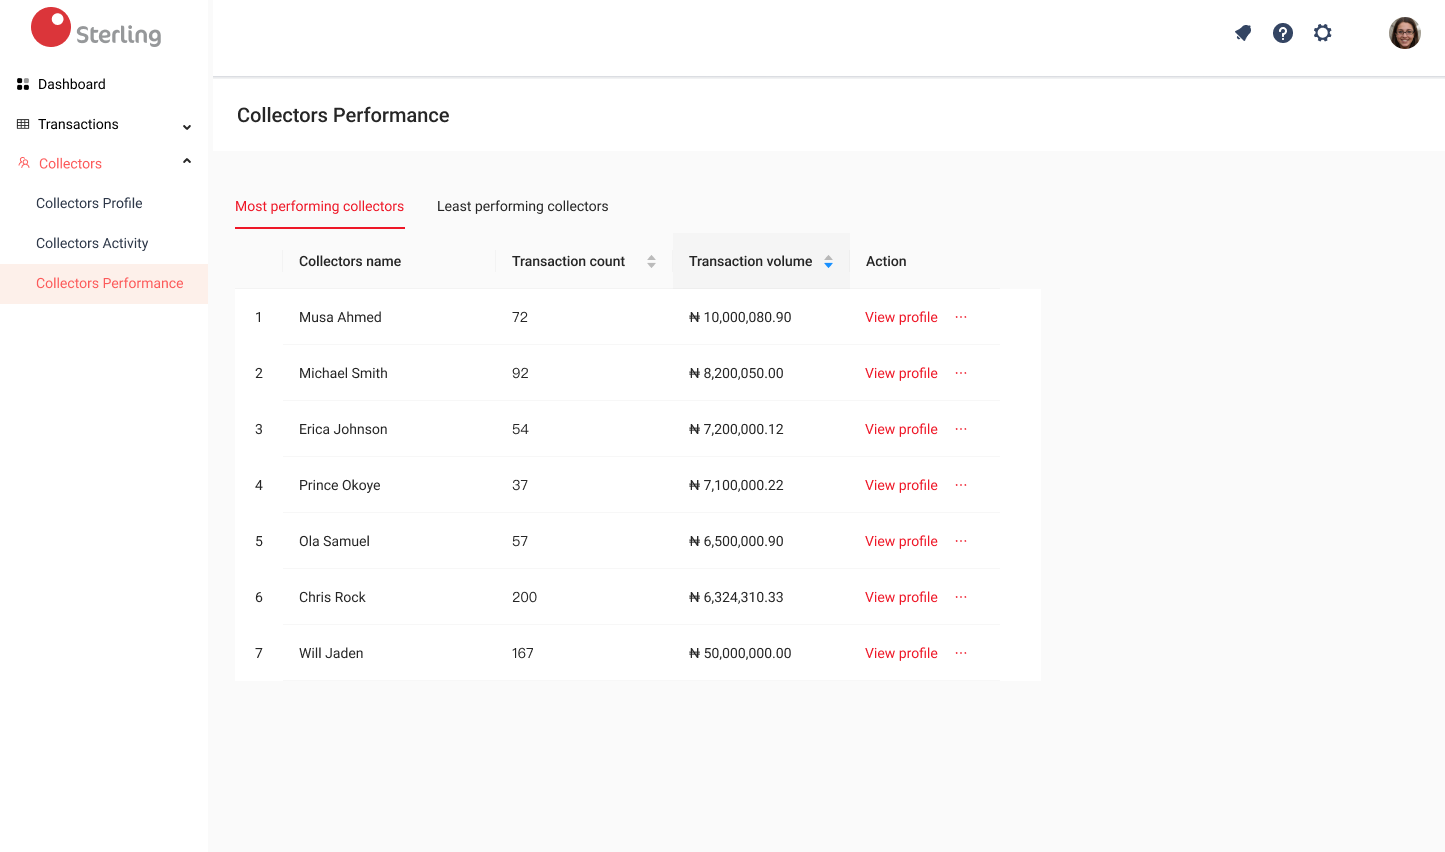 Sterling
Dashboard
Transactions
Collectors
Collectors Profile
Collectors Activity
Collectors Performance
?
Collectors Performance
Most performing collectors Least performing collectors
Collectors name Transaction count Transaction volume Action
1 Musa Ahmed 72 ₦ 10,000,080.90 View profile ···
2 Michael Smith 92 ₦ 8,200,050.00 View profile ···
3 Erica Johnson 54 ₦ 7,200,000.12 View profile ···
4 Prince Okoye 37 ₦ 7,100,000.22 View profile ···
5 Ola Samuel 57 ₦ 6,500,000.90 View profile ···
6 Chris Rock 200 ₦ 6,324,310.33 View profile ···
7 Will Jaden 167 ₦ 50,000,000.00 View profile ···